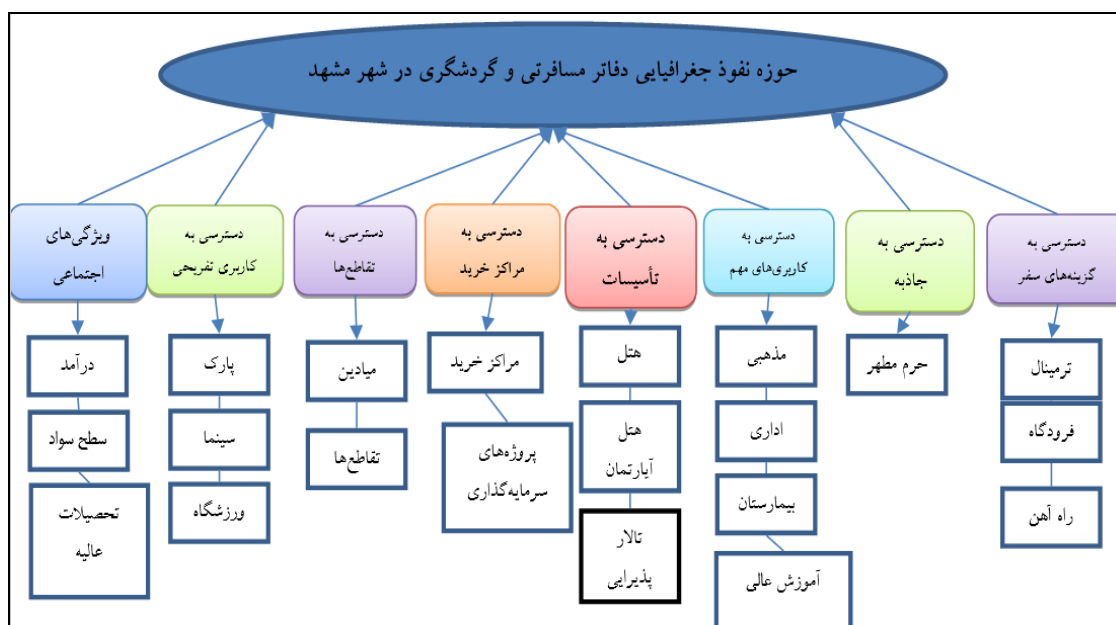 حوزه نفوذ جغرافیایی دفاتر مسافرتی و گردشگری در شهر مشهد
دسترسی به
گزینه‌های سفر
دسترسی به
جاذبه
دسترسی به
کاربری‌های مهم
دسترسی به
تأسیسات
دسترسی به
مراکز خرید
دسترسی به
تقاطع‌ها
دسترسی به
کاربری تفریحی
ویژگی‌های
اجتماعی
ترمینال
فرودگاه
راه آهن
حرم مطهر
مذهبی
اداری
بیمارستان
آموزش عالی
هتل
هتل
آپارتمان
تالار
پذیرایی
مراکز خرید
پروژه‌های
سرمایه‌گذاری
میادین
تقاطع‌ها
پارک
سینما
ورزشگاه
درآمد
سطح سواد
تحصیلات
عالیه